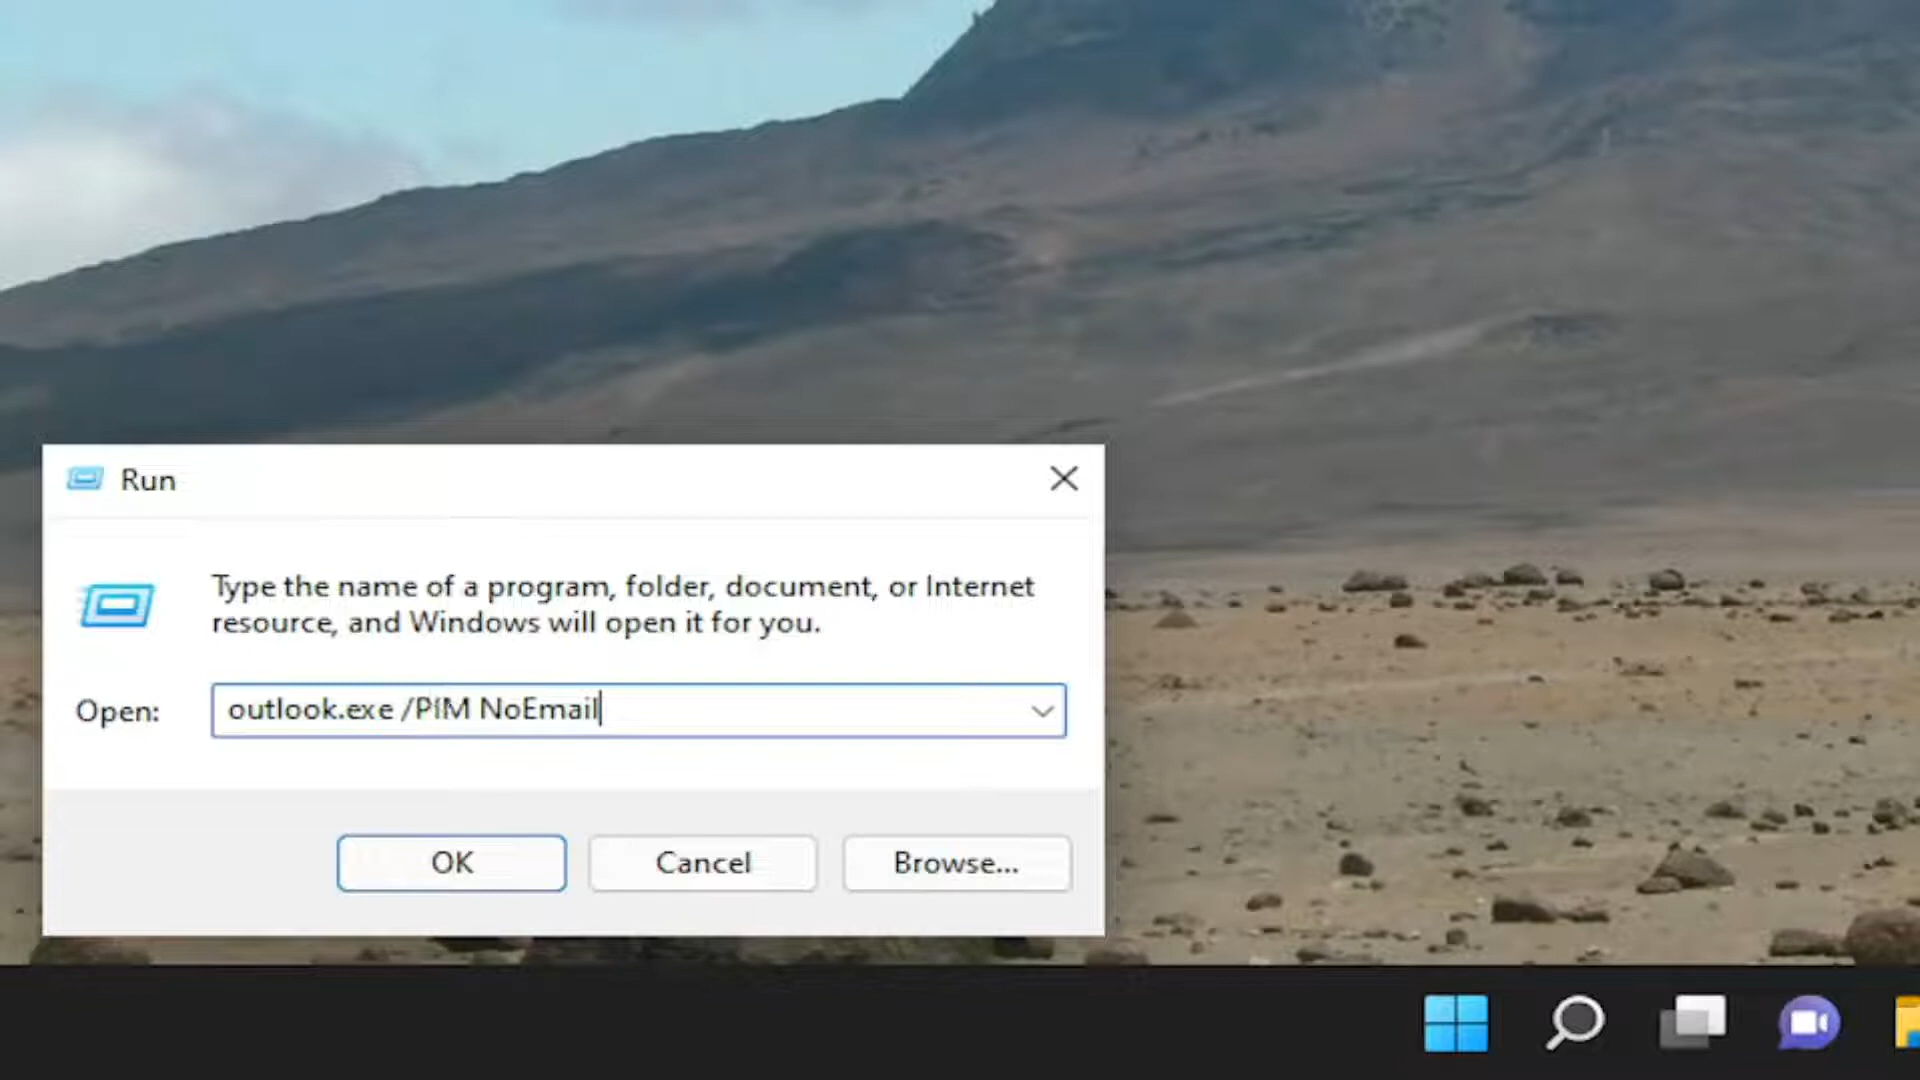 Run
Type the name of a program, folder, document, or Internet
resource, and Windows will open it for you.
Open:
outlook.exe /PIM NoEmail
OK
Cancel
Browse...